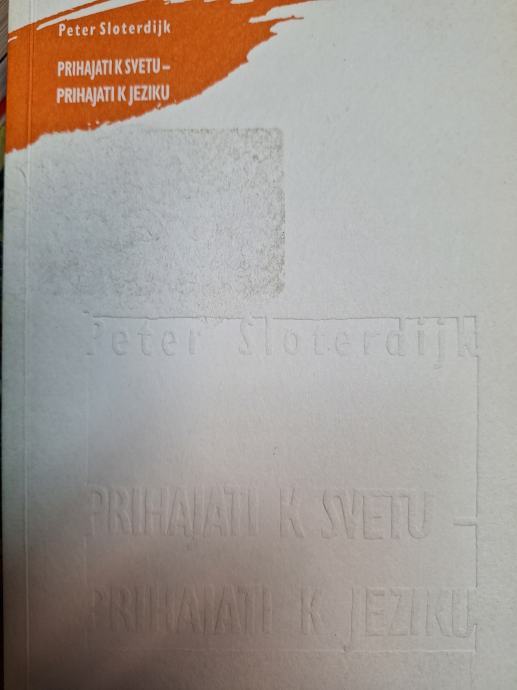 Peter Sloterdijk
PRIHAJATI K SVETU –
PRIHAJATI K JEZIKU
Peter Sloterdijk
PRIHAJATI K SVETU –
PRIHAJATI K JEZIKU